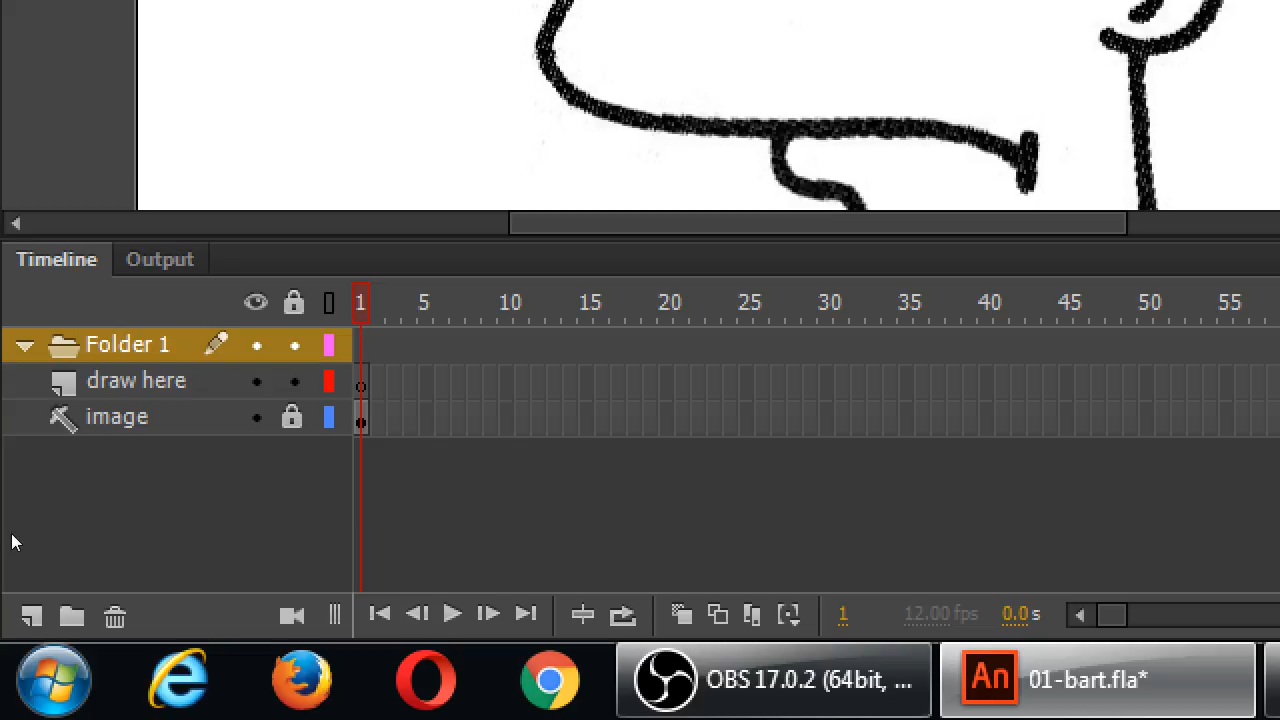 Timeline Output
1 5 10 15 20 25 30 35 40 45 50 55
Folder 1
draw here
image
1 12.00 fps 0.0 s
OBS 17.0.2 (64bit, ... An 01-bart.fla*